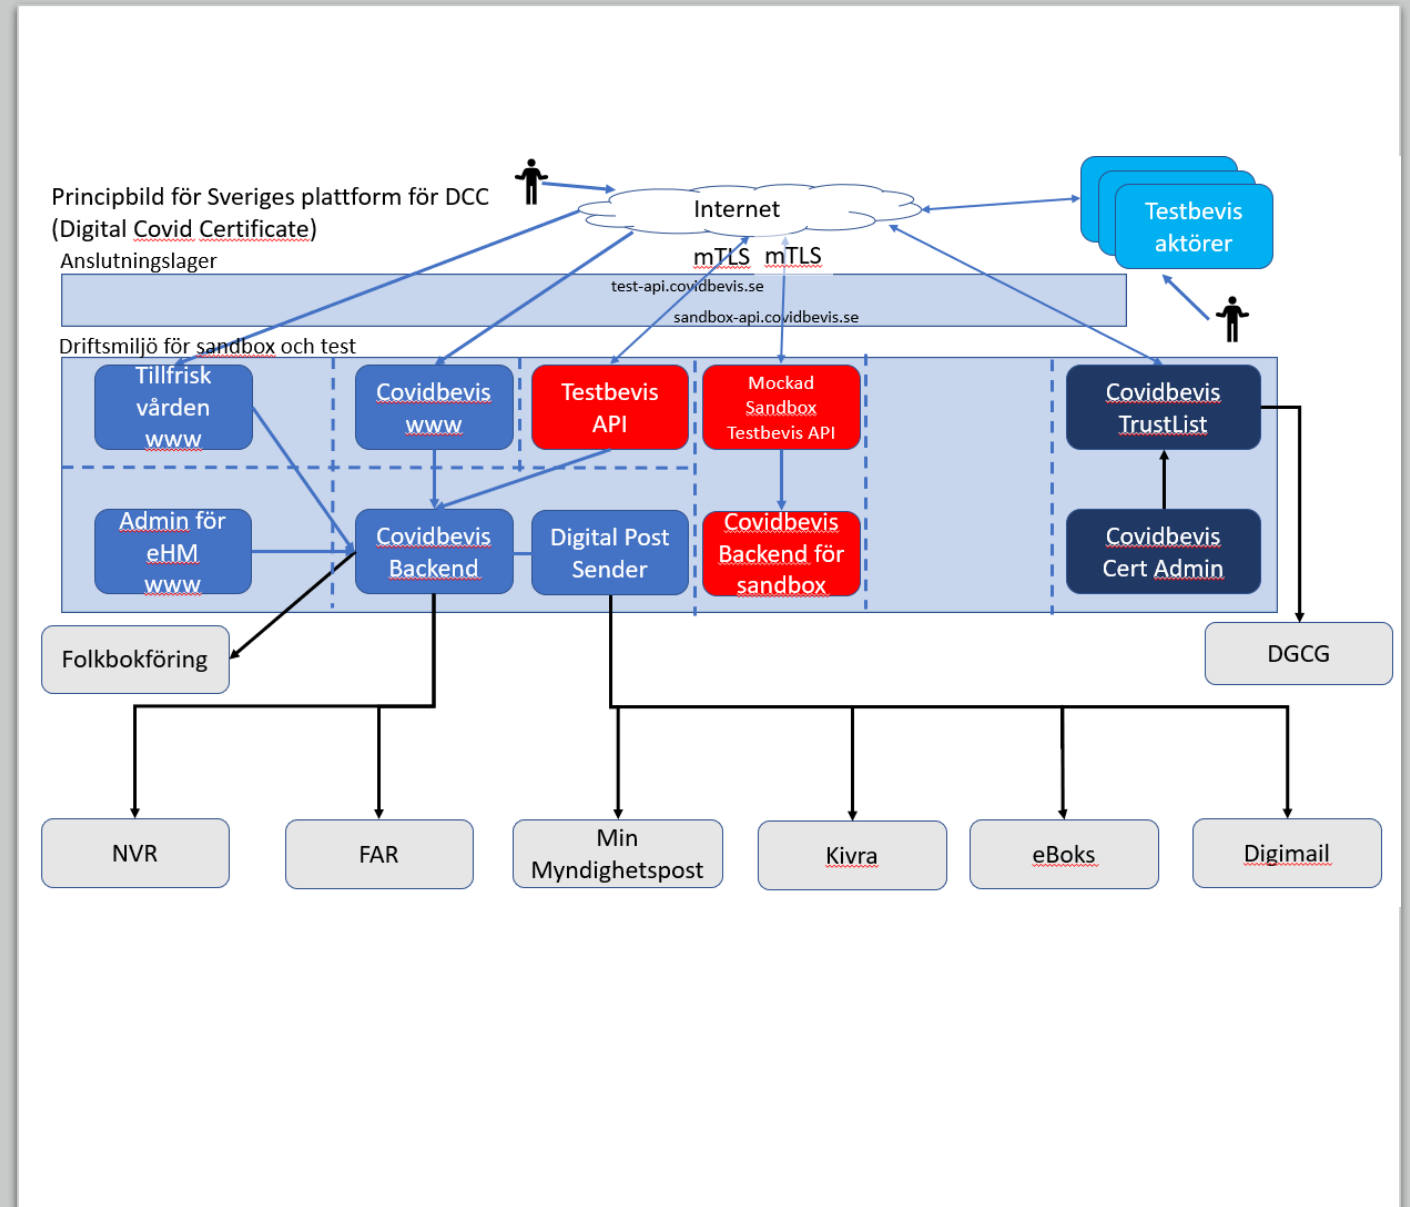 Principbild för Sveriges plattform för DCC
(Digital Covid Certificate)
Internet
Testbevis
aktörer
Anslutningslager
mTLS mTLS
test-api.covidbevis.se
sandbox-api.covidbevis.se
Driftsmiljö för sandbox och test
Tillfrisk
vården
www
Covidbevis
www
Testbevis
API
Mockad
Sandbox
Testbevis API
Covidbevis
TrustList
Admin för
eHM
www
Covidbevis
Backend
Digital Post
Sender
Covidbevis
Backend för
sandbox
Covidbevis
Cert Admin
Folkbokföring
DGCG
NVR
FAR
Min
Myndighetspost
Kivra
eBoks
Digimail